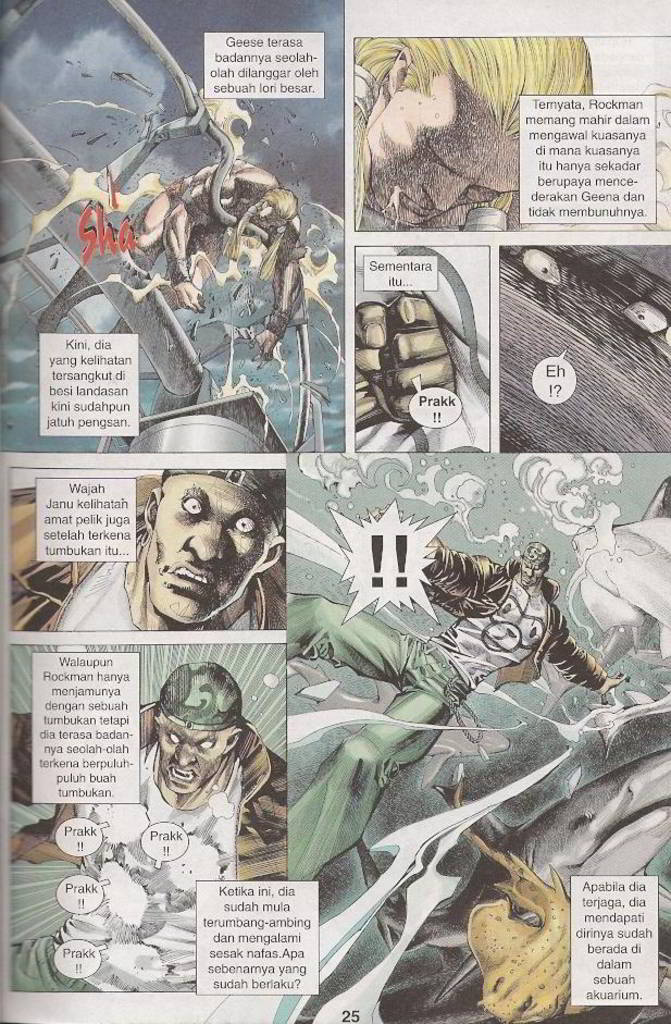 Geese terasa
badannya seolah-
olah dilanggar oleh
sebuah lori besar.
Sha
Kini, dia
yang kelihatan
tersangkut di
besi landasan
kini sudahpun
jatuh pengsan.
Ternyata, Rockman
memang mahir dalam
mengawal kuasanya
di mana kuasanya
itu hanya sekadar
berupaya mence-
derakan Geena dan
tidak membunuhnya.
Sementara
itu...
Prakk
!!
Eh
!?
Wajah
Janu kelihatan
amat pelik juga
setelah terkena
tumbukan itu...
Walaupun
Rockman hanya
menjamunya
dengan sebuah
tumbukan tetapi
dia terasa badan-
nya seolah-olah
terkena berpuluh-
puluh buah
tumbukan.
Prakk
!!
Prakk
!!
Prakk
!!
Prakk
!!
Ketika ini, dia
sudah mula
terumbang-ambing
dan mengalami
sesak nafas.Apa
sebenarnya yang
sudah berlaku?
!!
Apabila dia
terjaga, dia
mendapati
dirinya sudah
berada di
dalam
sebuah
akuarium.
25